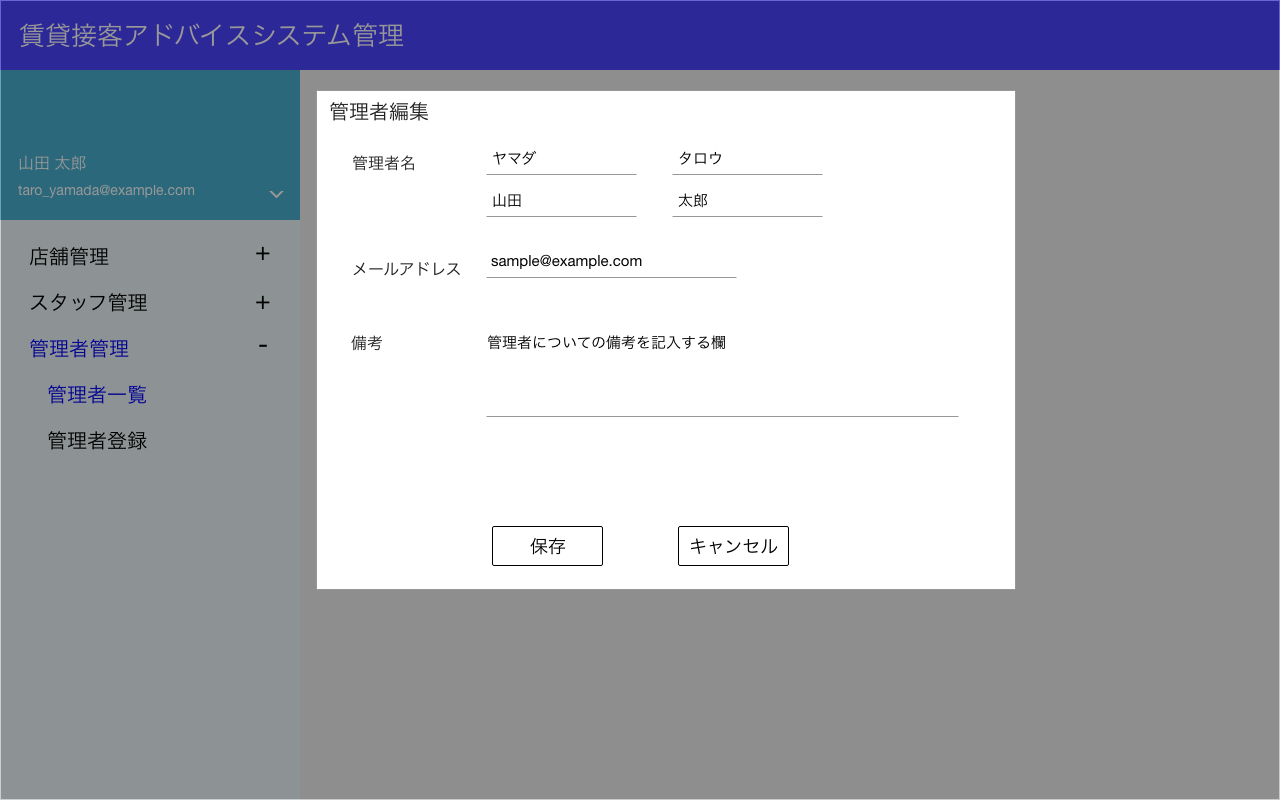 賃貸接客アドバイスシステム管理
山田 太郎
taro_yamada@example.com
店舗管理 +
スタッフ管理 +
管理者管理 -
管理者一覧
管理者登録
管理者編集
管理者名 ヤマダ タロウ
山田 太郎
メールアドレス sample@example.com
備考 管理者についての備考を記入する欄
保存 キャンセル